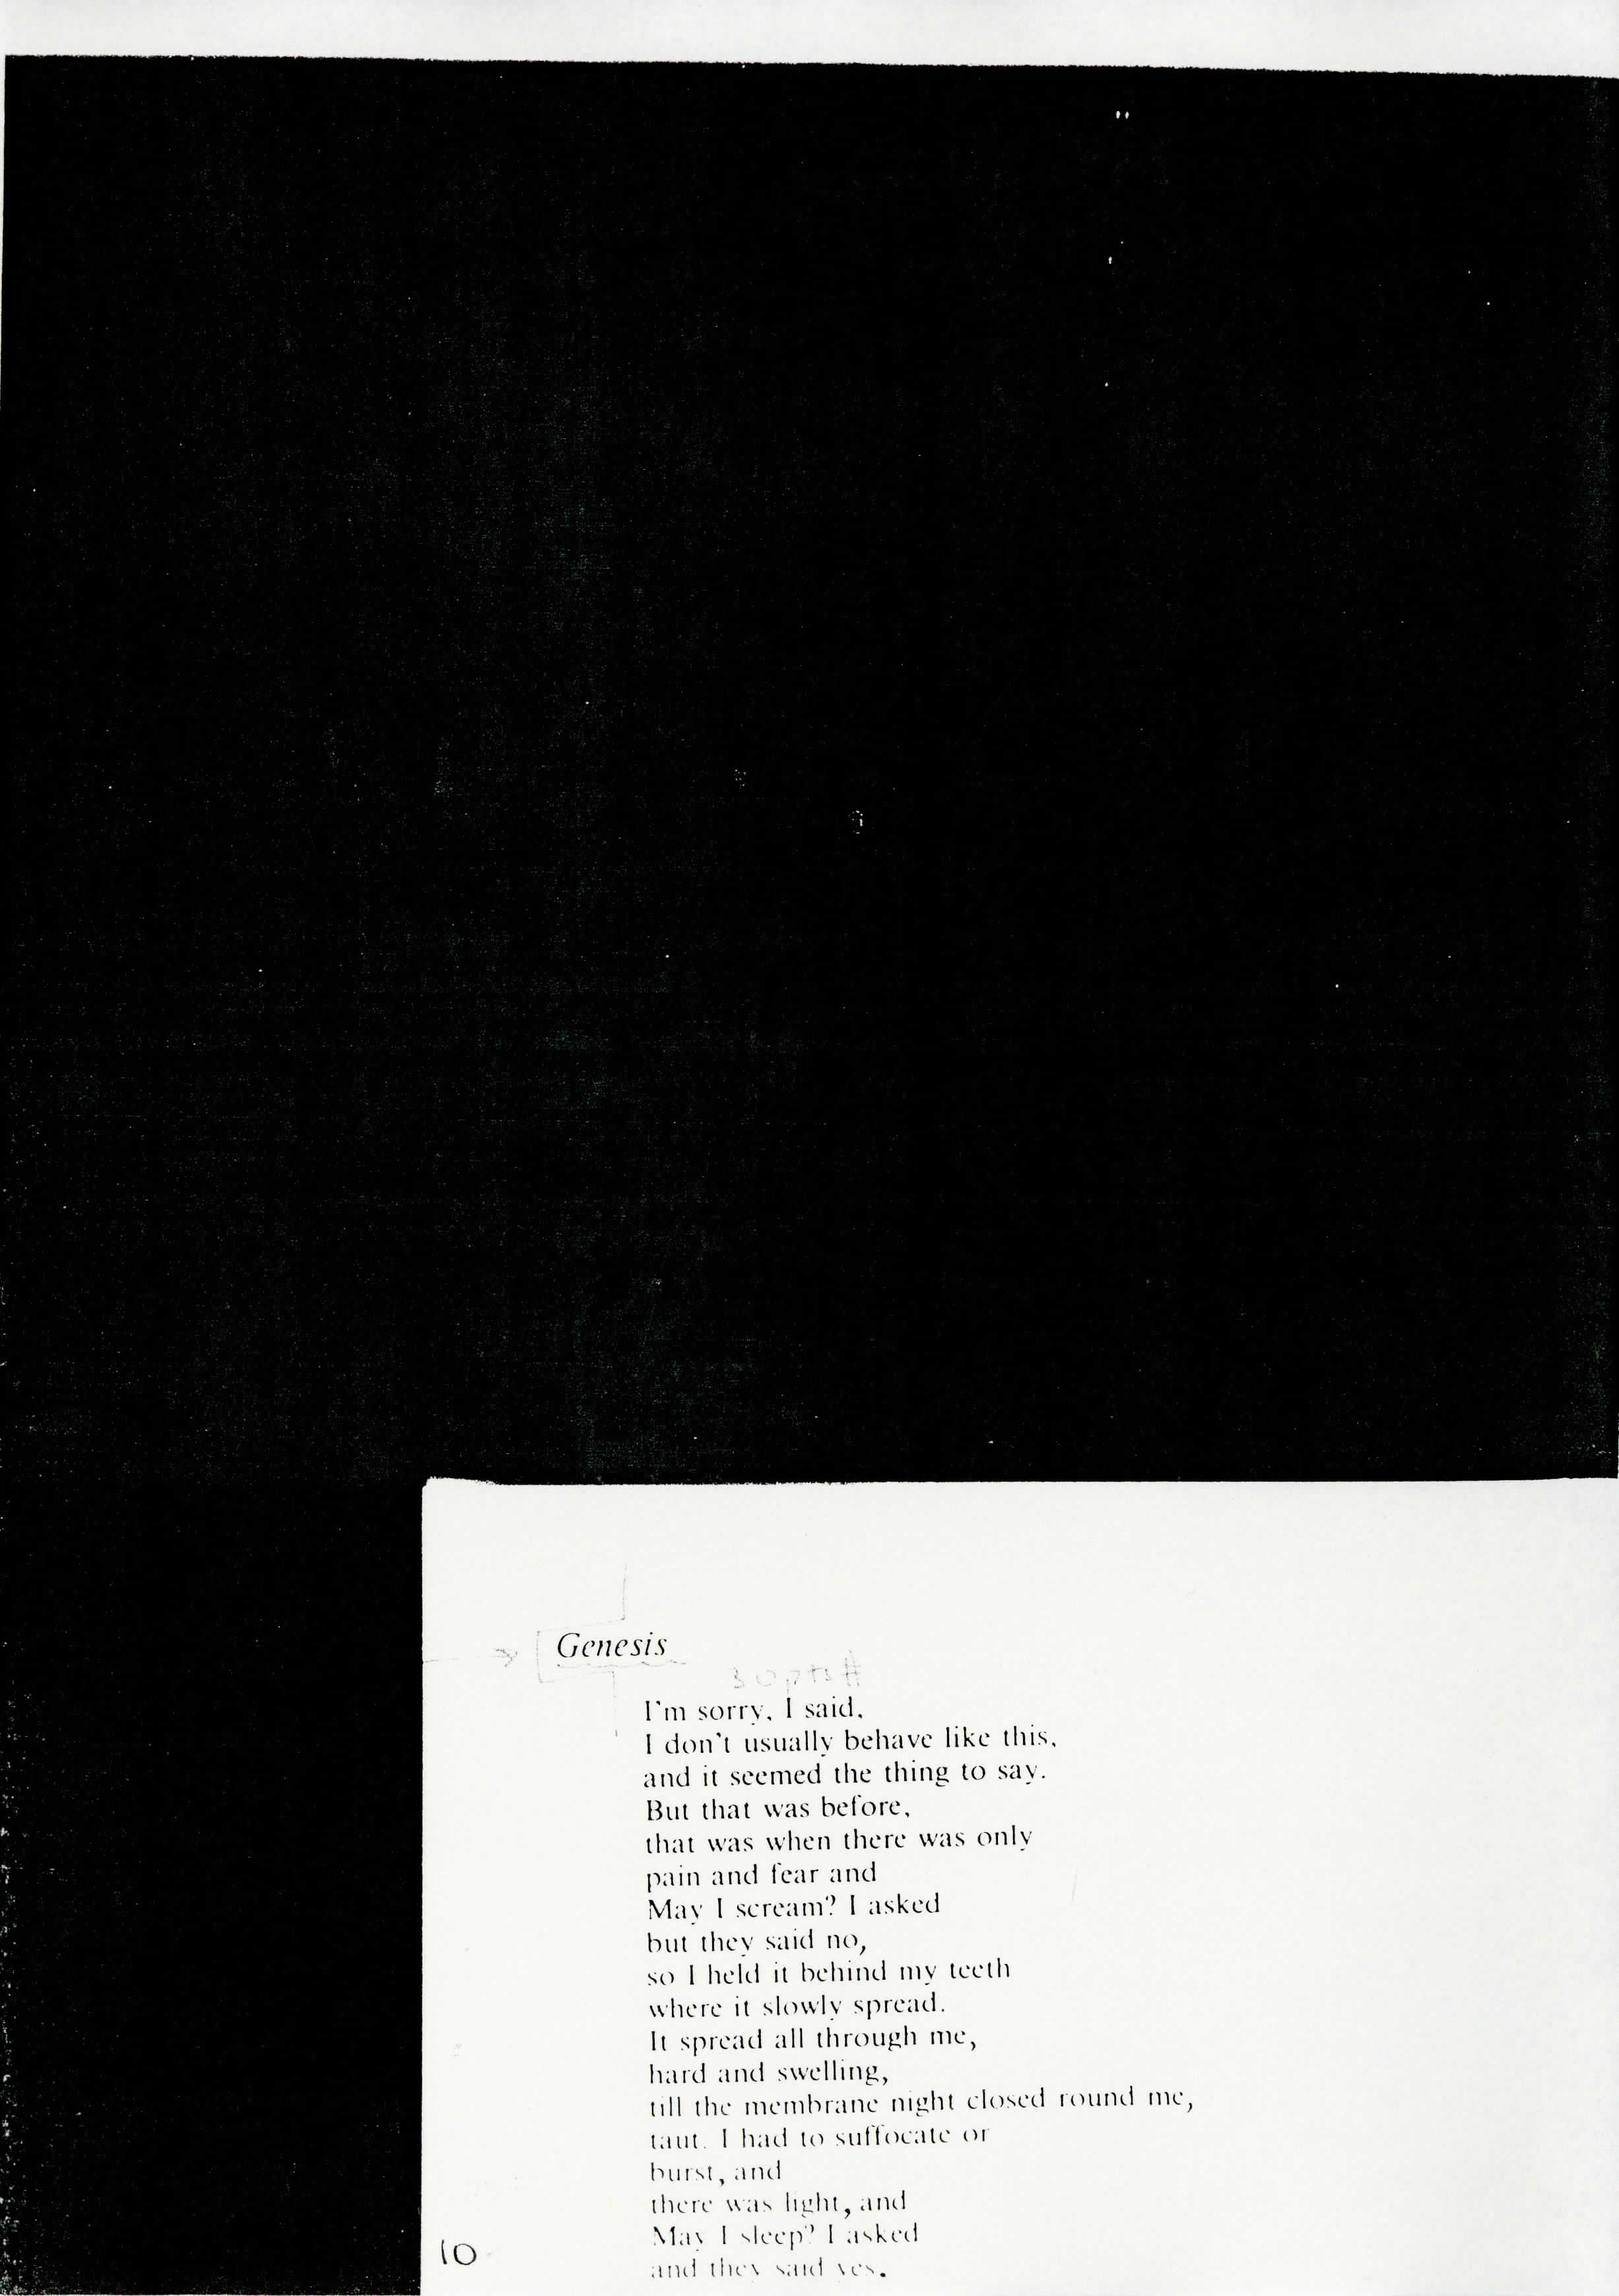 Genesis
30pts#
I'm sorry, I said,
I don't usually behave like this,
and it seemed the thing to say.
But that was before,
that was when there was only
pain and fear and
May I scream? I asked
but they said no,
so I held it behind my teeth
where it slowly spread.
It spread all through me,
hard and swelling,
till the membrane night closed round me,
taut. I had to suffocate or
burst, and
there was light, and
May I sleep? I asked
and they said yes.
10